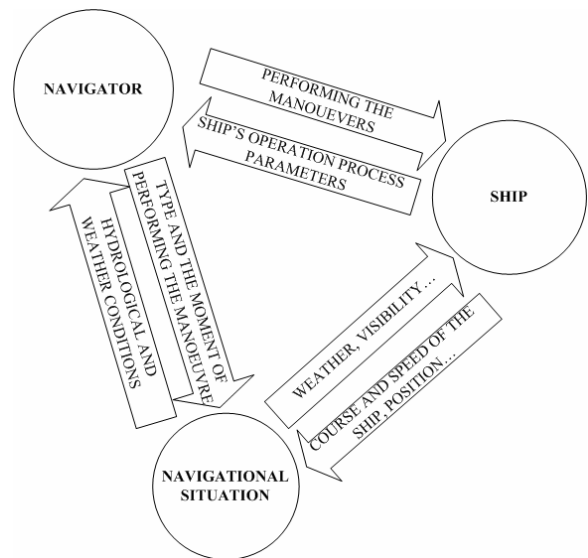 NAVIGATOR
PERFORMING THE
MANOUEVERS
SHIP'S OPERATION PROCESS
PARAMETERS
SHIP
TYPE AND THE MOMENT OF
PERFORMING THE MANOEUVRE
HYDROLOGICAL AND
WEATHER CONDITIONS
WEATHER, VISIBILITY…
COURSE AND SPEED OF THE
SHIP, POSITION…
NAVIGATIONAL
SITUATION